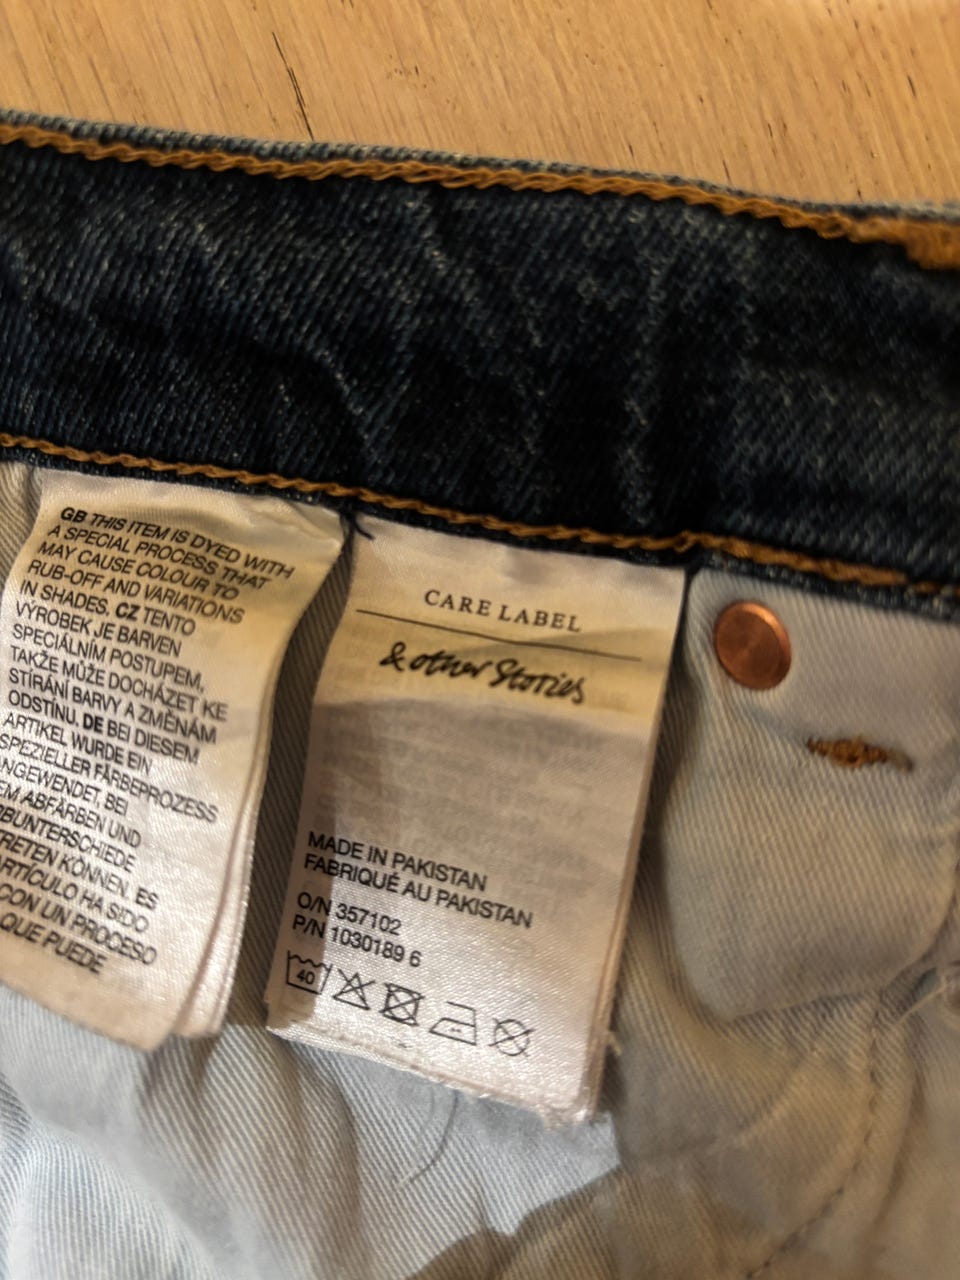 GB THIS ITEM IS DYED WITH
A SPECIAL PROCESS THAT
MAY CAUSE COLOUR TO
RUB-OFF AND VARIATIONS
IN SHADES. CZ TENTO
VÝROBEK JE BARVEN
SPECIÁLNÍM POSTUPEM,
TAKŽE MŮŽE DOCHÁZET KE
STÍRÁNÍ BARVY A ZMĚNÁM
ODSTÍNU. DE BEI DIESEM
ARTIKEL WURDE EIN
SPEZIELLER FÄRBEPROZESS
ANGEWENDET, BEI
ABFÄRBEN UND
KÖNNEN. ES
ARTÍCULO HA SIDO
CON UN PROCESO
QUE PUEDE
CARE LABEL
& other Stories
MADE IN PAKISTAN
FABRIQUÉ AU PAKISTAN
O/N 357102
P/N 1030189 6
40